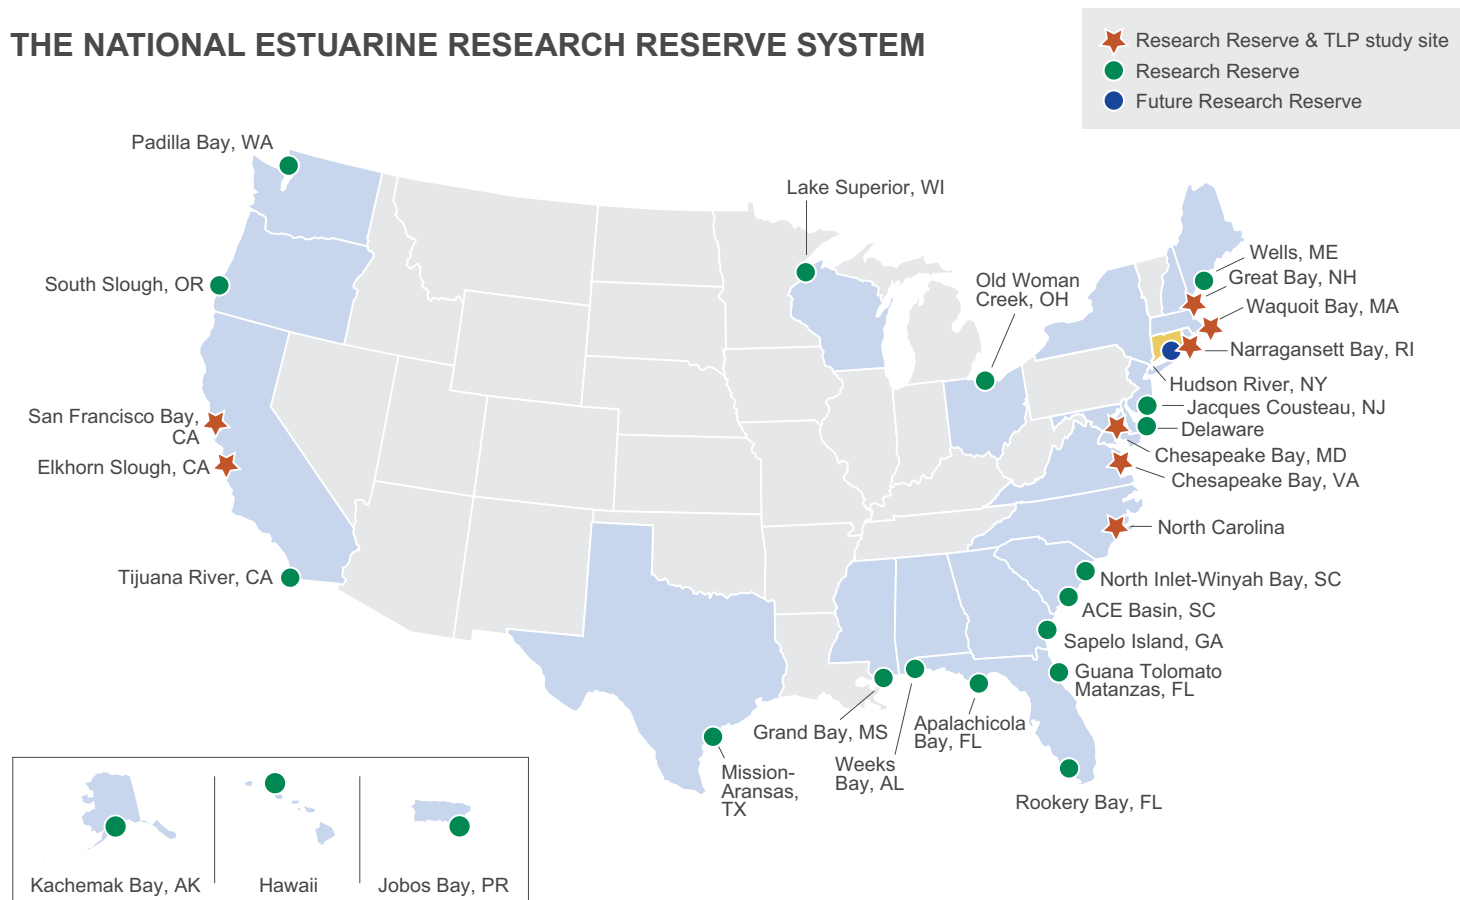 THE NATIONAL ESTUARINE RESEARCH RESERVE SYSTEM
Research Reserve & TLP study site
Research Reserve
Future Research Reserve
Padilla Bay, WA
Lake Superior, WI
South Slough, OR
Old Woman
Creek, OH
Wells, ME
Great Bay, NH
Waquoit Bay, MA
Narragansett Bay, RI
Hudson River, NY
Jacques Cousteau, NJ
Delaware
Chesapeake Bay, MD
Chesapeake Bay, VA
San Francisco Bay,
CA
Elkhorn Slough, CA
North Carolina
Tijuana River, CA
North Inlet-Winyah Bay, SC
ACE Basin, SC
Sapelo Island, GA
Guana Tolomato
Matanzas, FL
Grand Bay, MS
Apalachicola
Bay, FL
Weeks
Bay, AL
Mission-
Aransas,
TX
Rookery Bay, FL
Kachemak Bay, AK
Hawaii
Jobos Bay, PR